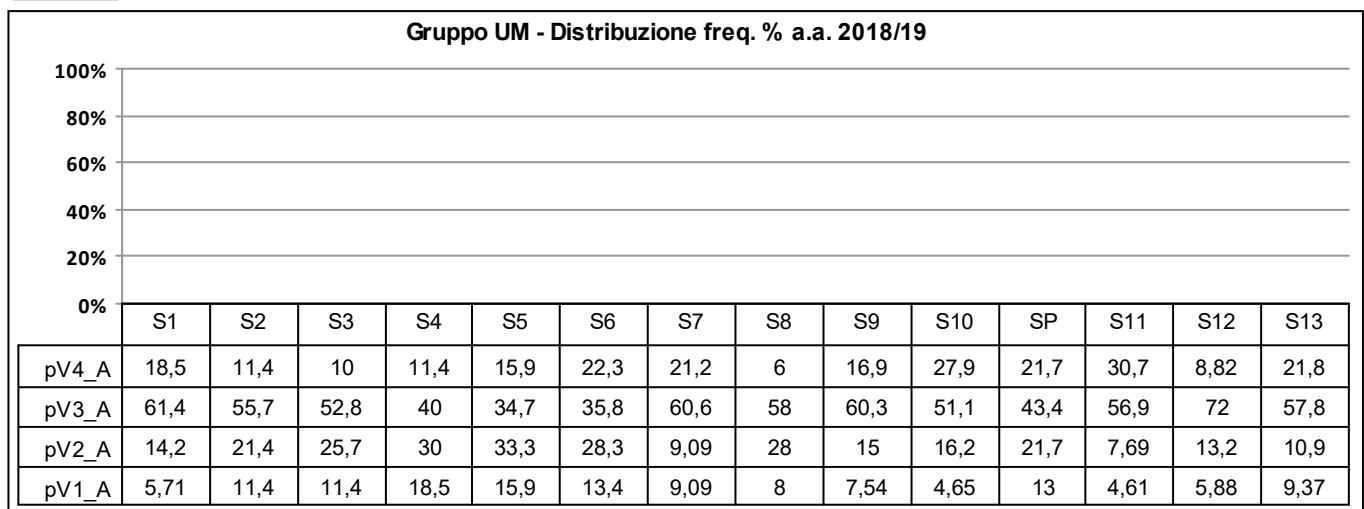 Gruppo UM - Distribuzione freq. % a.a. 2018/19
100%
80%
60%
40%
20%
0%
S1 S2 S3 S4 S5 S6 S7 S8 S9 S10 SP S11 S12 S13
pV4_A 18,5 11,4 10 11,4 15,9 22,3 21,2 6 16,9 27,9 21,7 30,7 8,82 21,8
pV3_A 61,4 55,7 52,8 40 34,7 35,8 60,6 58 60,3 51,1 43,4 56,9 72 57,8
pV2_A 14,2 21,4 25,7 30 33,3 28,3 9,09 28 15 16,2 21,7 7,69 13,2 10,9
pV1_A 5,71 11,4 11,4 18,5 15,9 13,4 9,09 8 7,54 4,65 13 4,61 5,88 9,37